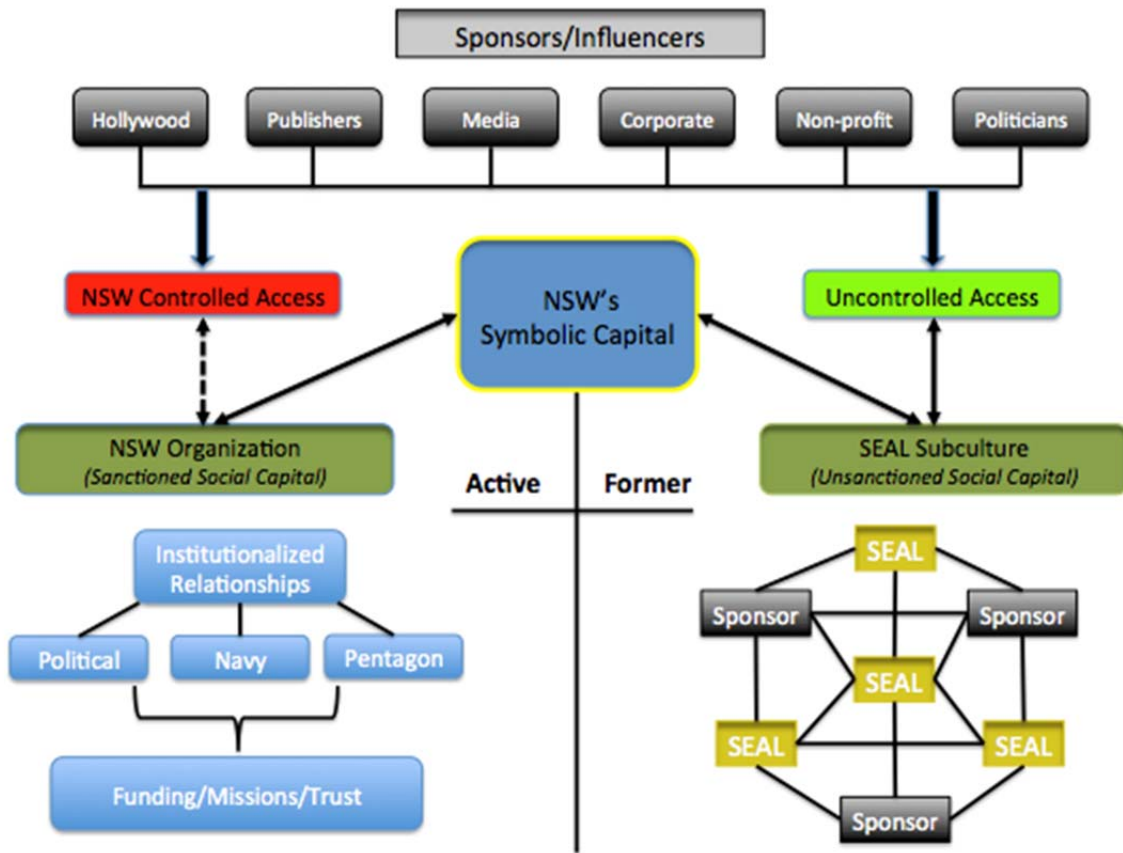 Sponsors/Influencers
Hollywood
Publishers
Media
Corporate
Non-profit
Politicians
NSW Controlled Access
NSW's
Symbolic Capital
Uncontrolled Access
NSW Organization
(Sanctioned Social Capital)
SEAL Subculture
(Unsanctioned Social Capital)
Active
Former
Institutionalized
Relationships
Political
Navy
Pentagon
Funding/Missions/Trust
SEAL
Sponsor
Sponsor
SEAL
SEAL
SEAL
Sponsor